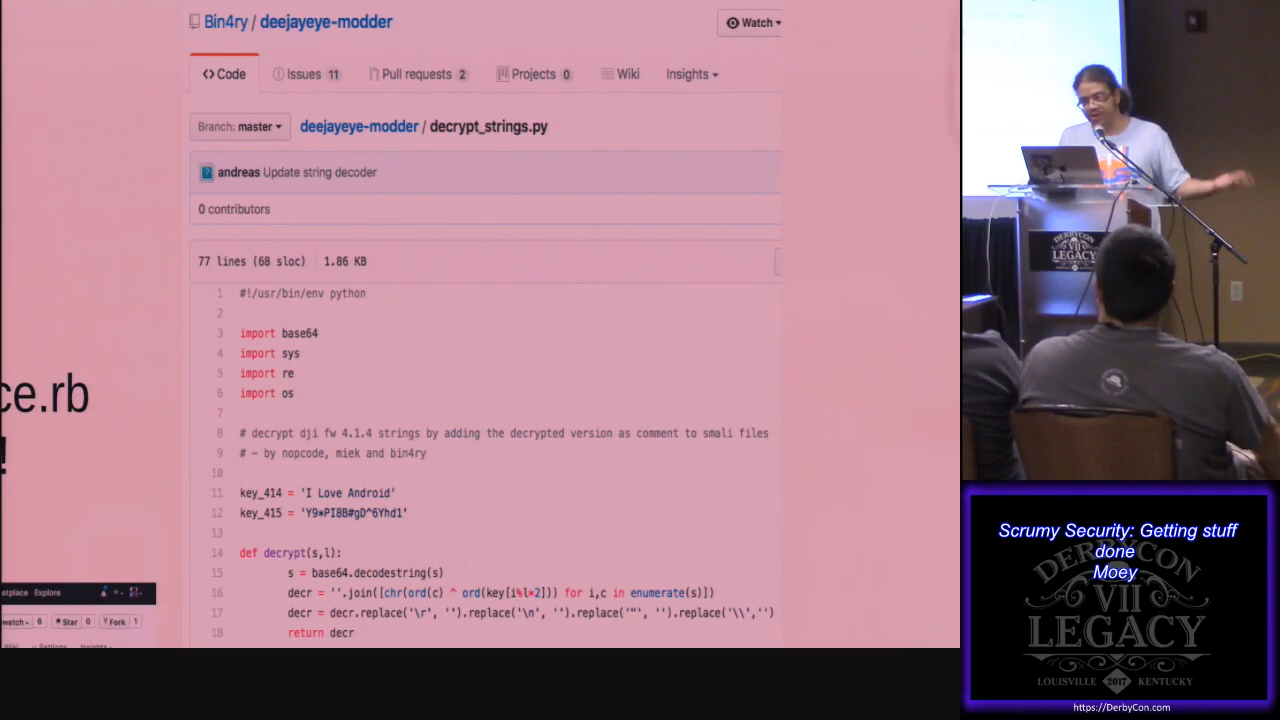 Bin4ry / deejayeye-modder
Watch
Code
Issues 11
Pull requests 2
Projects 0
Wiki
Insights
Branch: master
deejayeye-modder / decrypt_strings.py
andreas Update string decoder
0 contributors
77 lines (68 sloc) 1.86 KB
1 #!/usr/bin/env python
2
3 import base64
4 import sys
5 import re
6 import os
7
8 # decrypt dji fw 4.1.4 strings by adding the decrypted version as comment to smali files
9 # - by nopcode, miek and bin4ry
10
11 key_414 = 'I Love Android'
12 key_415 = 'Y9*PI8B#gD^6Yhd1'
13
14 def decrypt(s,l):
15 s = base64.decodestring(s)
16 decr = ''.join([chr(ord(c) ^ ord(key[i%l*2])) for i,c in enumerate(s)])
17 decr = decr.replace('\r', '').replace('\n', '').replace('"', '').replace('\\','')
18 return decr
ce.rb
!
etplace Explore
watch 6 Star 0 Fork 1
Wiki Settings Insights
DERBYCON
VII
LEGACY
Scrumy Security: Getting stuff
done
Moey
DERBYCON
VII
LEGACY
LOUISVILLE 2017 KENTUCKY
https://DerbyCon.com